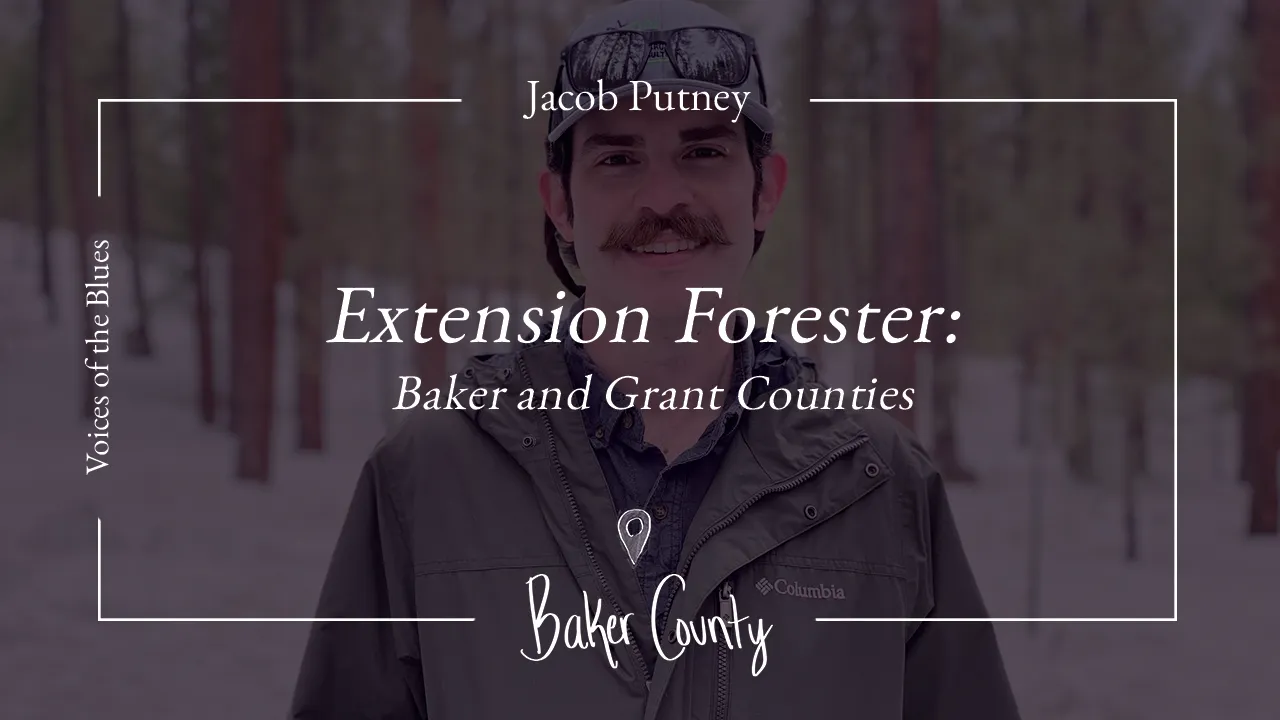 Jacob Putney
Voices of the Blues
Extension Forester:
Baker and Grant Counties
Columbia
Baker County